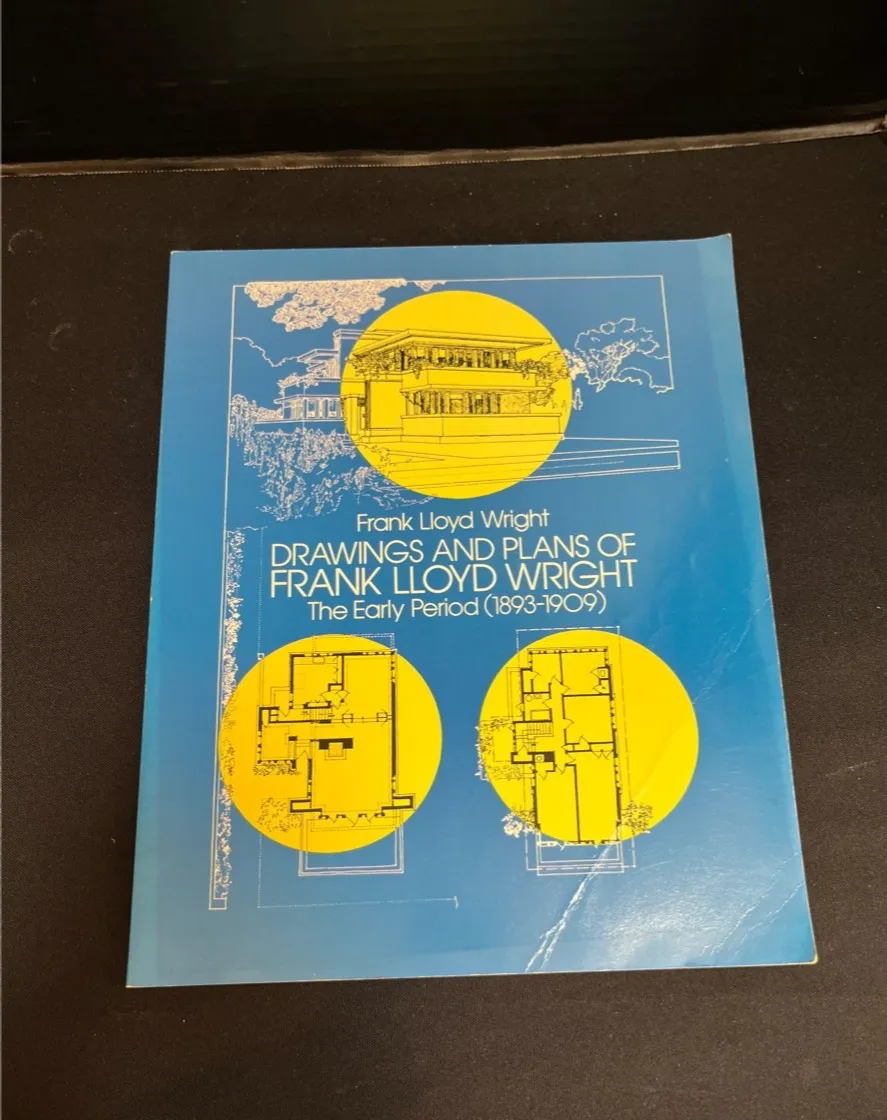 Frank Lloyd Wright
DRAWINGS AND PLANS OF
FRANK LLOYD WRIGHT
The Early Period (1893-1909)